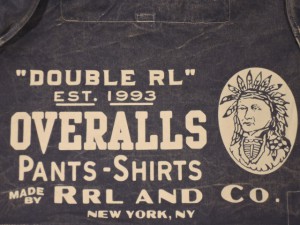 "DOUBLE RL"
EST. 1993
OVERALLS
PANTS-SHIRTS
MADE BY RRL AND CO.
NEW YORK, NY